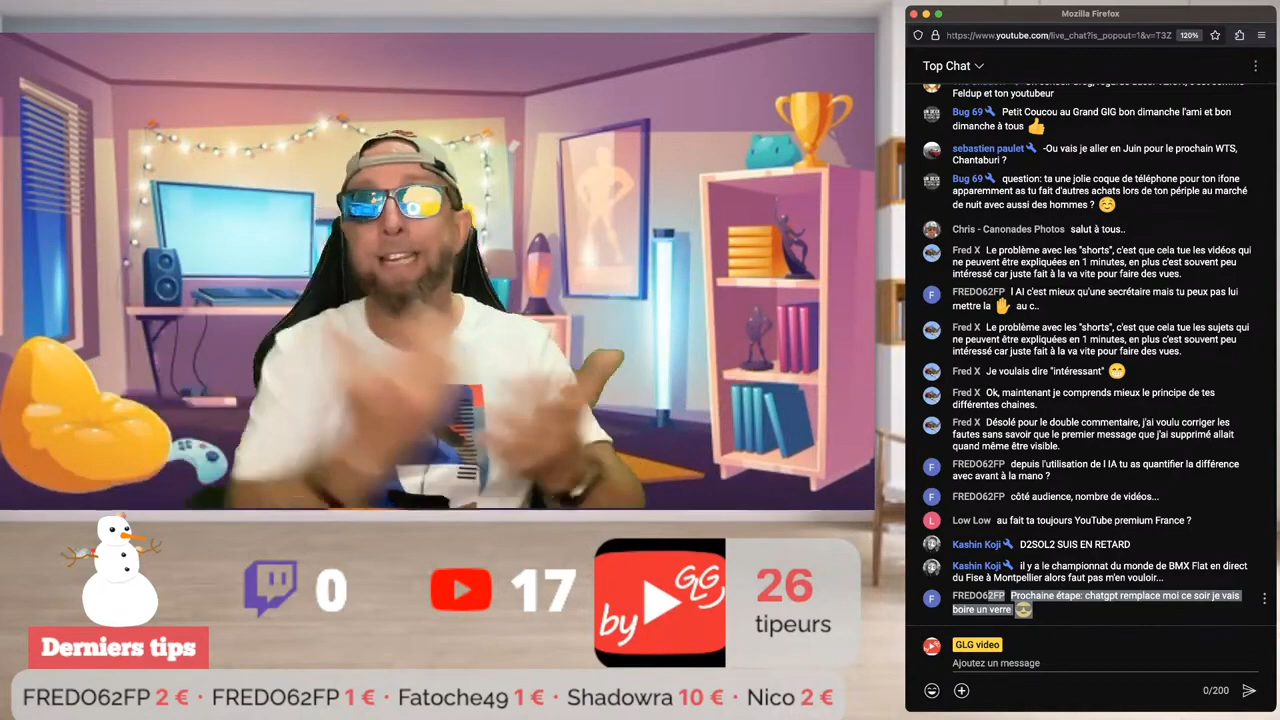 Mozilla Firefox
https://www.youtube.com/live_chat?is_popout=1&v=T3Z
120%
Top Chat
Feldup et ton youtubeur
Bug 69 Petit Coucou au Grand GIG bon dimanche l'ami et bon
dimanche à tous 👍
sebastien paulet -Ou vais je aller en Juin pour le prochain WTS,
Chantaburi ?
Bug 69 question: ta une jolie coque de téléphone pour ton ifone
apparemment as tu fait d'autres achats lors de ton périple au marché
de nuit avec aussi des hommes ? ☺️
Chris - Canonades Photos salut à tous..
Fred X Le problème avec les "shorts", c'est que cela tue les vidéos qui
ne peuvent être expliquées en 1 minutes, en plus c'est souvent peu
intéressé car juste fait à la va vite pour faire des vues.
FREDO62FP l AI c'est mieux qu'une secrétaire mais tu peux pas lui
mettre la ✋ au c..
Fred X Le problème avec les "shorts", c'est que cela tue les sujets qui
ne peuvent être expliquées en 1 minutes, en plus c'est souvent peu
intéressé car juste fait à la va vite pour faire des vues.
Fred X Je voulais dire "intéressant" 😁
Fred X Ok, maintenant je comprends mieux le principe de tes
différentes chaines.
Fred X Désolé pour le double commentaire, j'ai voulu corriger les
fautes sans savoir que le premier message que j'ai supprimé allait
quand même être visible.
FREDO62FP depuis l'utilisation de l IA tu as quantifier la différence
avec avant à la mano ?
FREDO62FP côté audience, nombre de vidéos...
Low Low au fait ta toujours YouTube premium France ?
Kashin Koji D2SOL2 SUIS EN RETARD
Kashin Koji il y a le championnat du monde de BMX Flat en direct
du Fise à Montpellier alors faut pas m'en vouloir...
FREDO62FP Prochaine étape: chatgpt remplace moi ce soir je vais
boire un verre 😎
GLG video
Ajoutez un message
0/200
0
17
by GLG
26
tipeurs
Derniers tips
FREDO62FP 2 € · FREDO62FP 1 € · Fatoche49 1 € · Shadowra 10 € · Nico 2 €